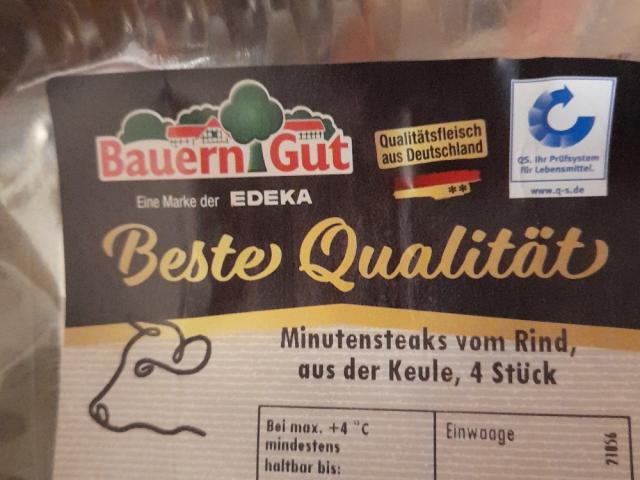 Bauern Gut
Eine Marke der EDEKA
Qualitätsfleisch
aus Deutschland
**
QS. Ihr Prüfsystem
für Lebensmittel.
www.q-s.de
Beste Qualität
Minutensteaks vom Rind,
aus der Keule, 4 Stück
Bei max. +4 °C
mindestens
haltbar bis:
Einwaage
21056